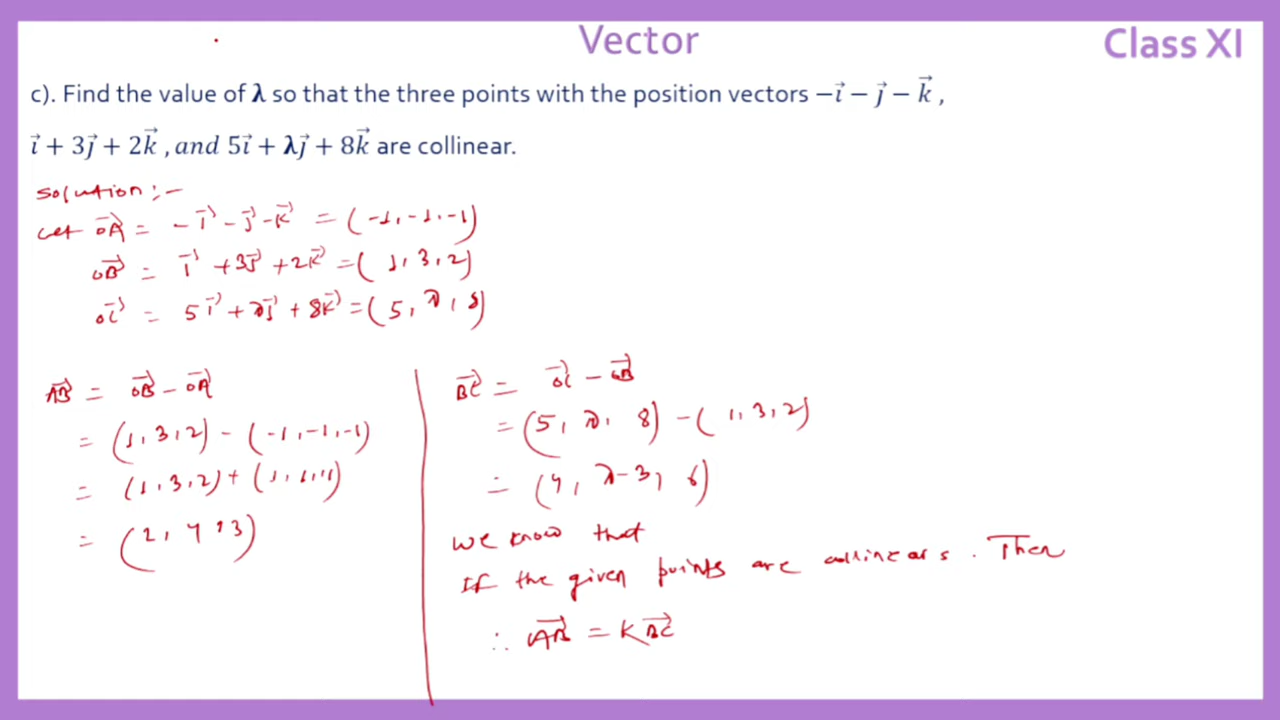 Vector
Class XI
c). Find the value of λ so that the three points with the position vectors −i⃗ − j⃗ − k⃗ ,
i⃗ + 3j⃗ + 2k⃗ , and 5i⃗ + λj⃗ + 8k⃗ are collinear.
Solution :-
Let OA⃗ = -i⃗ - j⃗ - k⃗ = (-1, -1, -1)
OB⃗ = i⃗ + 3j⃗ + 2k⃗ = (1, 3, 2)
OC⃗ = 5i⃗ + λj⃗ + 8k⃗ = (5, λ, 8)
AB⃗ = OB⃗ - OA⃗
= (1, 3, 2) - (-1, -1, -1)
= (1, 3, 2) + (1, 1, 1)
= (2, 4, 3)
BC⃗ = OC⃗ - OB⃗
= (5, λ, 8) - (1, 3, 2)
= (4, λ-3, 6)
We know that
If the given points are collinears. Then
∴ AB⃗ = K BC⃗